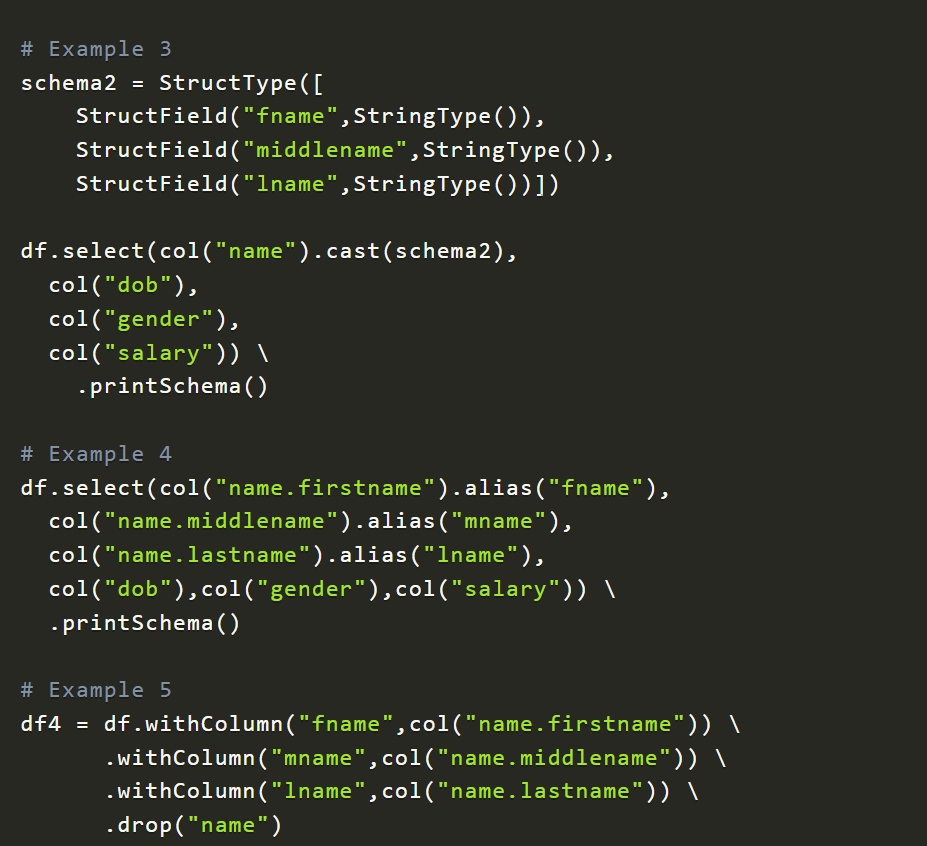 # Example 3
schema2 = StructType([
    StructField("fname",StringType()),
    StructField("middlename",StringType()),
    StructField("lname",StringType())])

df.select(col("name").cast(schema2),
  col("dob"),
  col("gender"),
  col("salary")) \
    .printSchema()

# Example 4
df.select(col("name.firstname").alias("fname"),
  col("name.middlename").alias("mname"),
  col("name.lastname").alias("lname"),
  col("dob"),col("gender"),col("salary")) \
  .printSchema()

# Example 5
df4 = df.withColumn("fname",col("name.firstname")) \
      .withColumn("mname",col("name.middlename")) \
      .withColumn("lname",col("name.lastname")) \
      .drop("name")